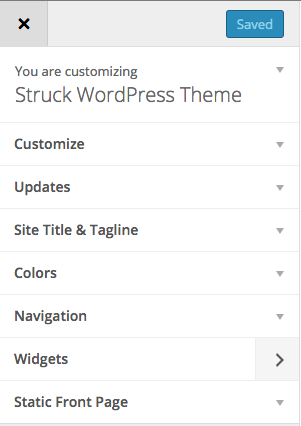 Saved
You are customizing
Struck WordPress Theme
Customize
Updates
Site Title & Tagline
Colors
Navigation
Widgets
Static Front Page